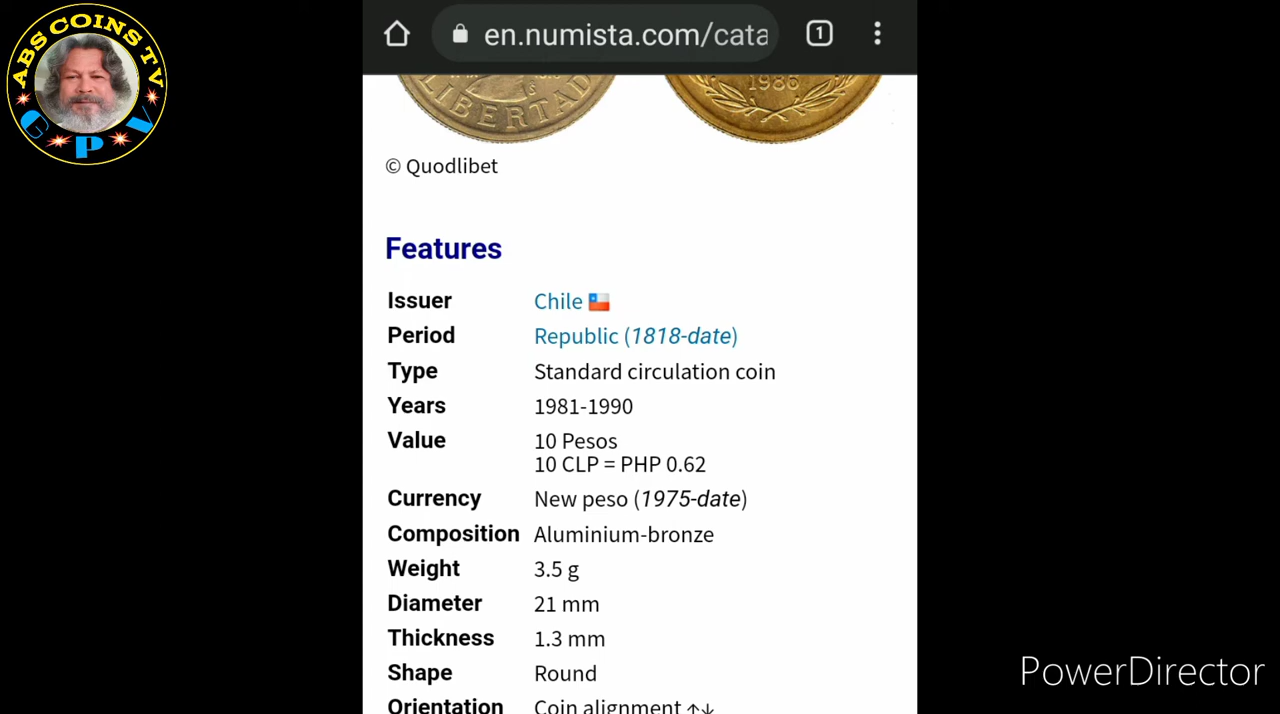 ABS COINS TV
GPV
en.numista.com/cata
1
LIBERTAD
1986
© Quodlibet
Features
Issuer Chile
Period Republic (1818-date)
Type Standard circulation coin
Years 1981-1990
Value 10 Pesos
10 CLP = PHP 0.62
Currency New peso (1975-date)
Composition Aluminium-bronze
Weight 3.5 g
Diameter 21 mm
Thickness 1.3 mm
Shape Round
Orientation Coin alignment ↑↓
PowerDirector